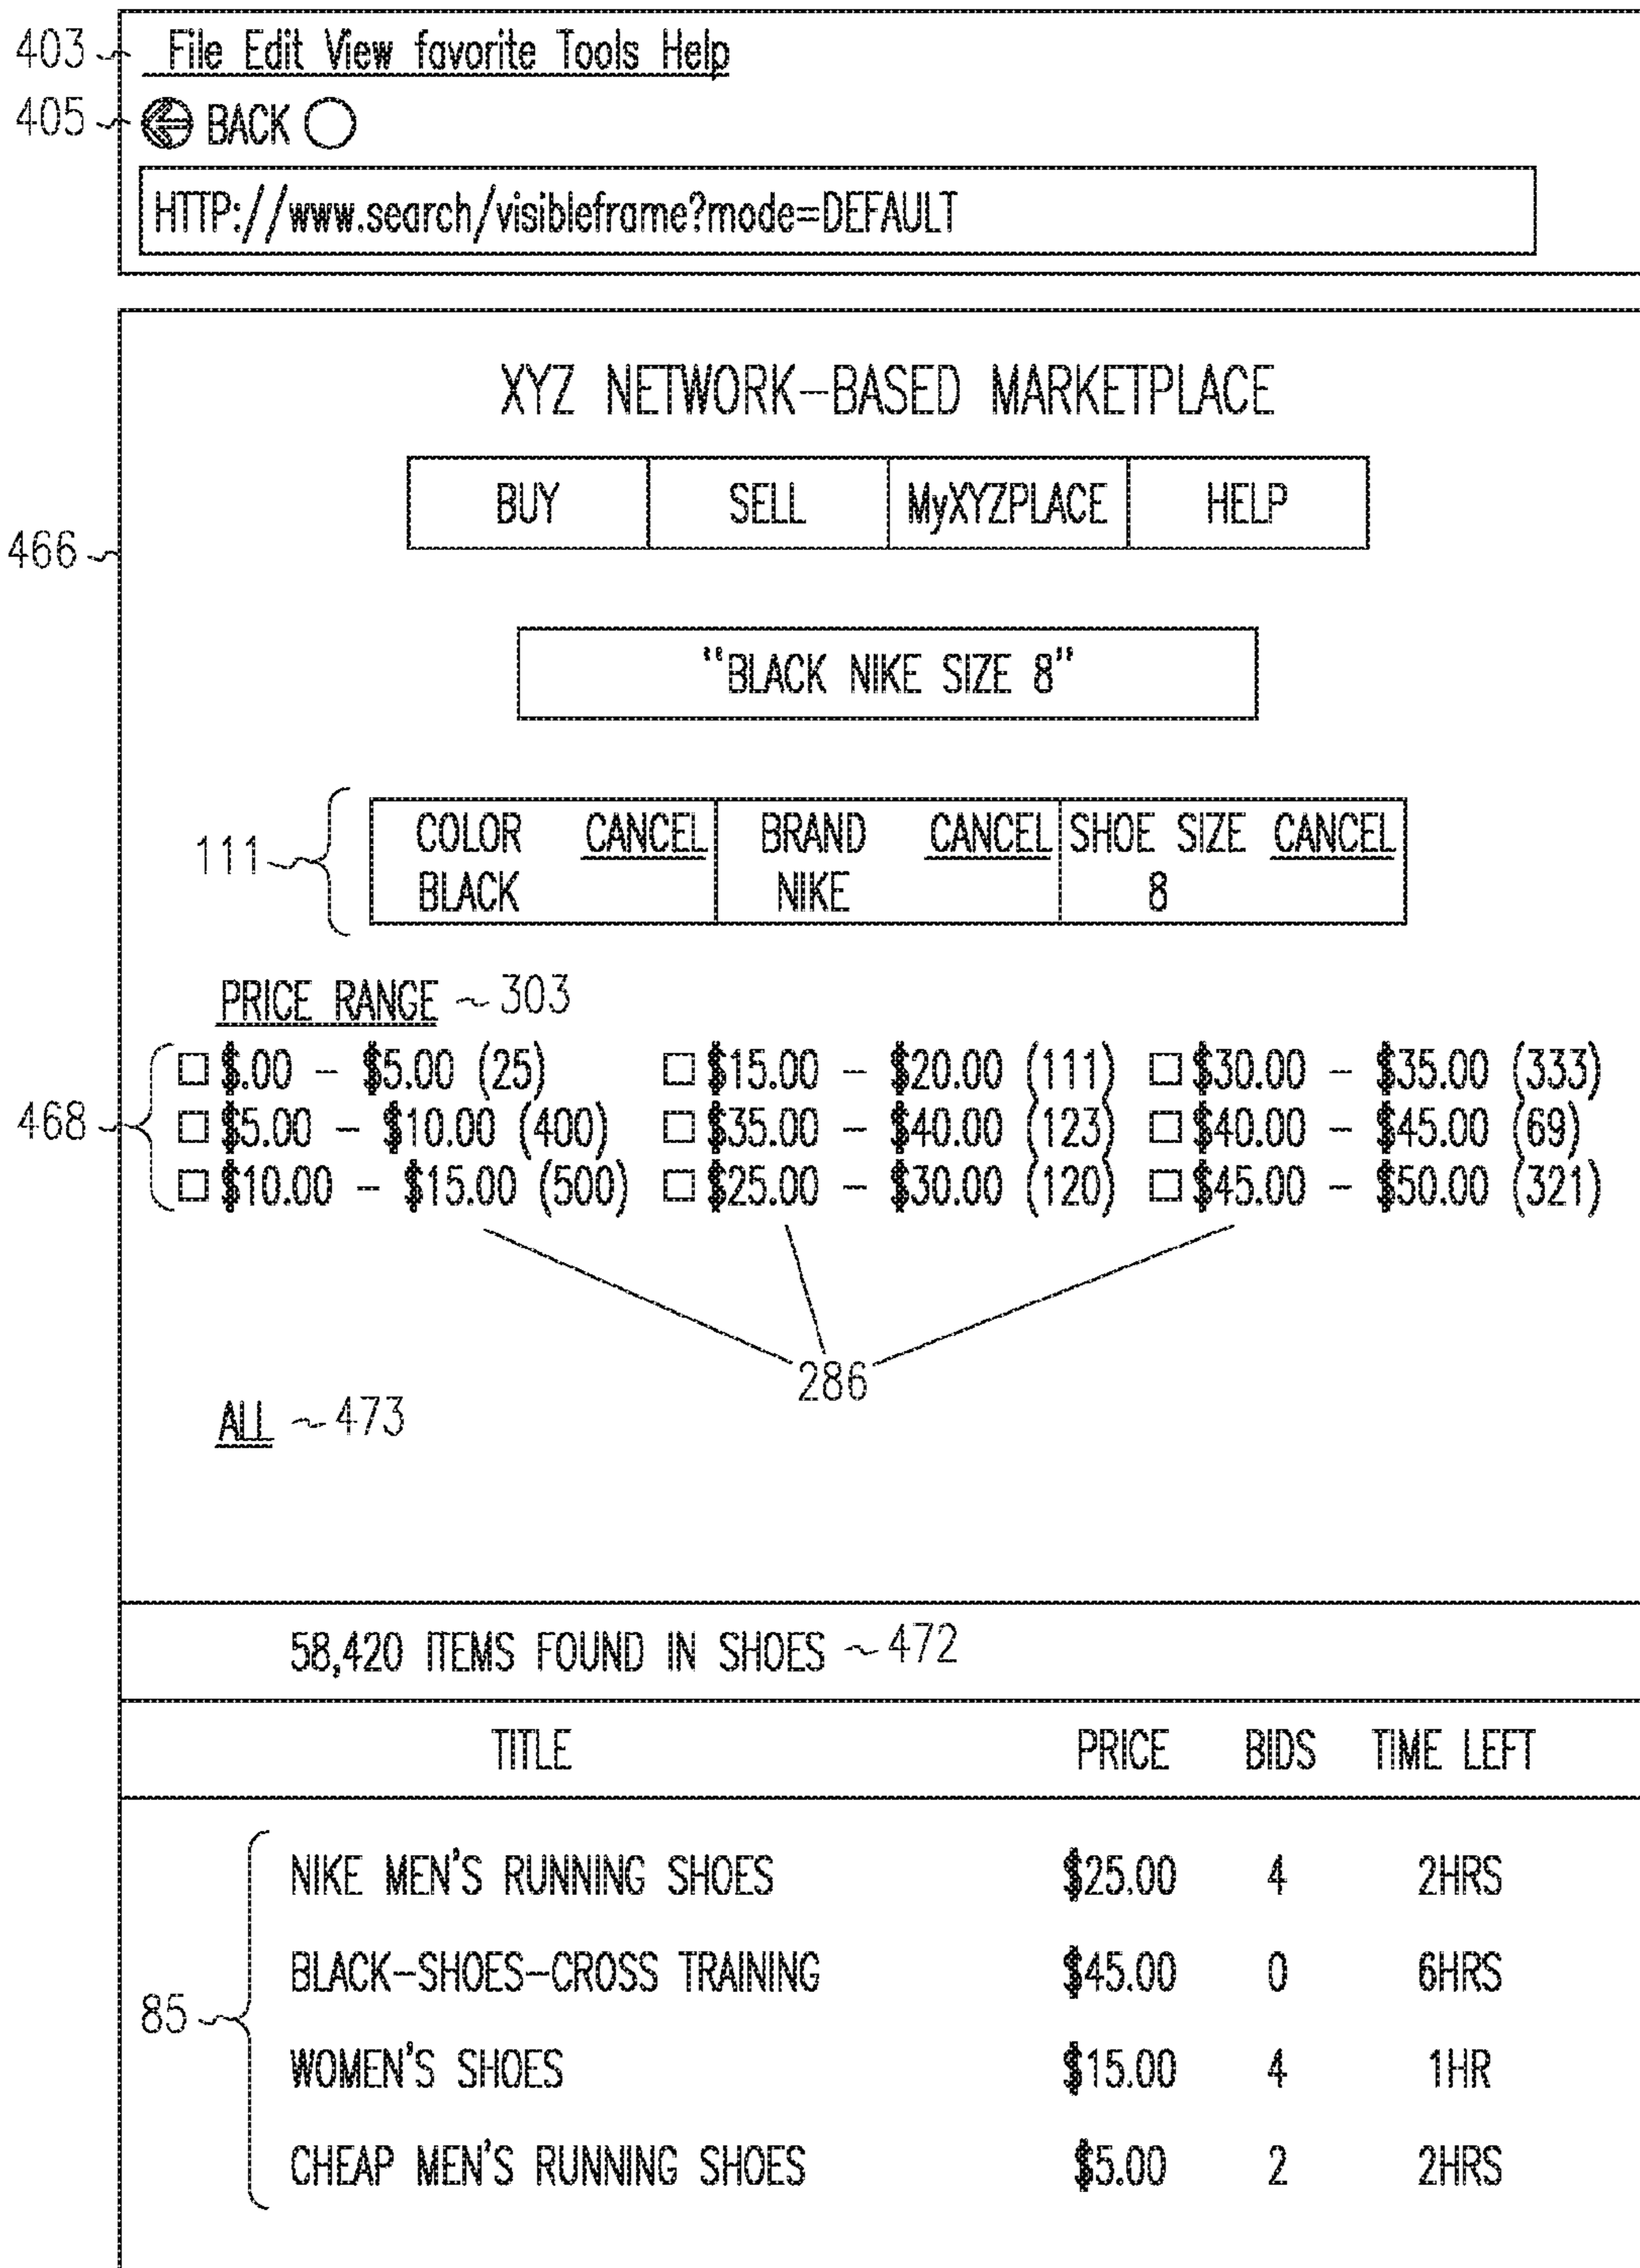 403 File Edit View favorite Tools Help
405 BACK
HTTP://www.search/visibleframe?mode=DEFAULT
XYZ NETWORK-BASED MARKETPLACE
BUY SELL MyXYZPLACE HELP
466
"BLACK NIKE SIZE 8"
COLOR CANCEL BRAND CANCEL SHOE SIZE CANCEL
111
BLACK NIKE 8
PRICE RANGE ~ 303
$.00 - $5.00 (25) $15.00 - $20.00 (111) $30.00 - $35.00 (333)
468 $5.00 - $10.00 (400) $35.00 - $40.00 (123) $40.00 - $45.00 (69)
$10.00 - $15.00 (500) $25.00 - $30.00 (120) $45.00 - $50.00 (321)
286
ALL ~ 473
58,420 ITEMS FOUND IN SHOES ~ 472
TITLE PRICE BIDS TIME LEFT
NIKE MEN'S RUNNING SHOES $25.00 4 2HRS
BLACK-SHOES-CROSS TRAINING $45.00 0 6HRS
85
WOMEN'S SHOES $15.00 4 1HR
CHEAP MEN'S RUNNING SHOES $5.00 2 2HRS